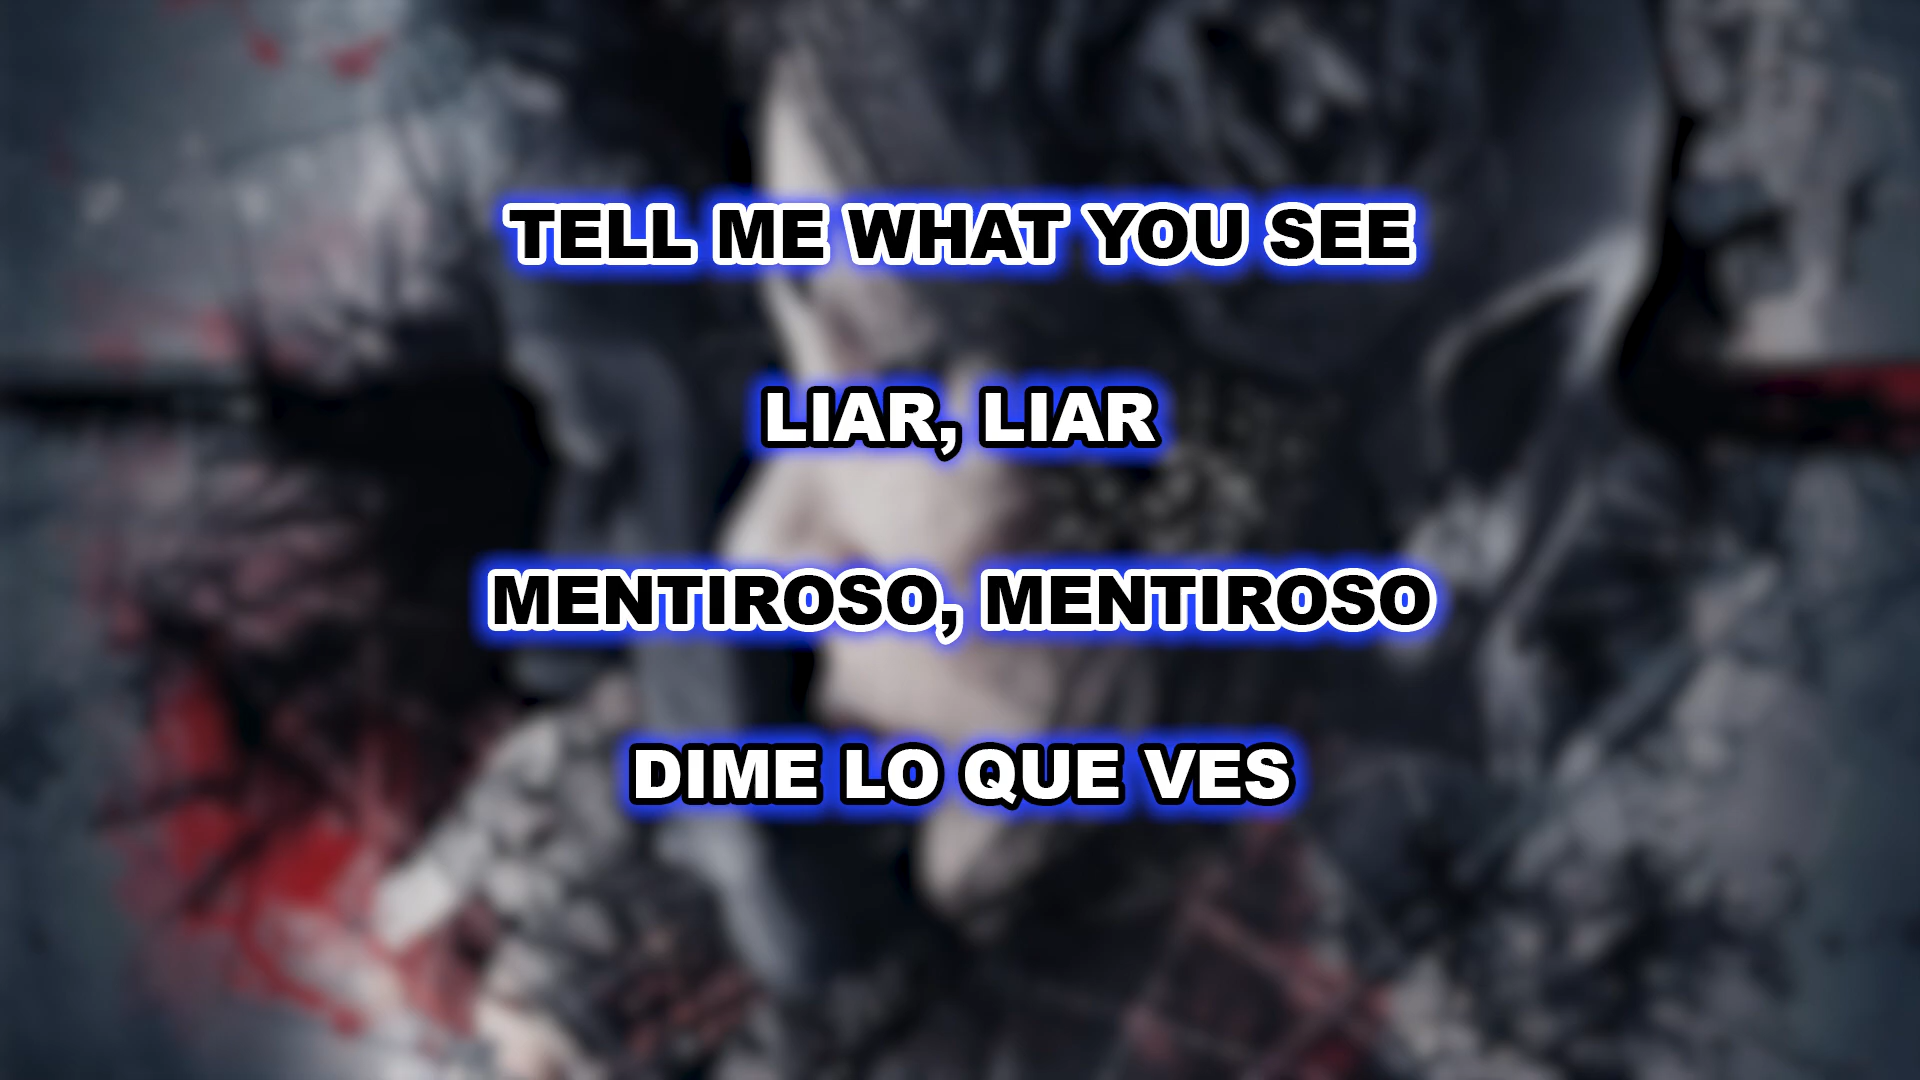 TELL ME WHAT YOU SEE
LIAR, LIAR
MENTIROSO, MENTIROSO
DIME LO QUE VES